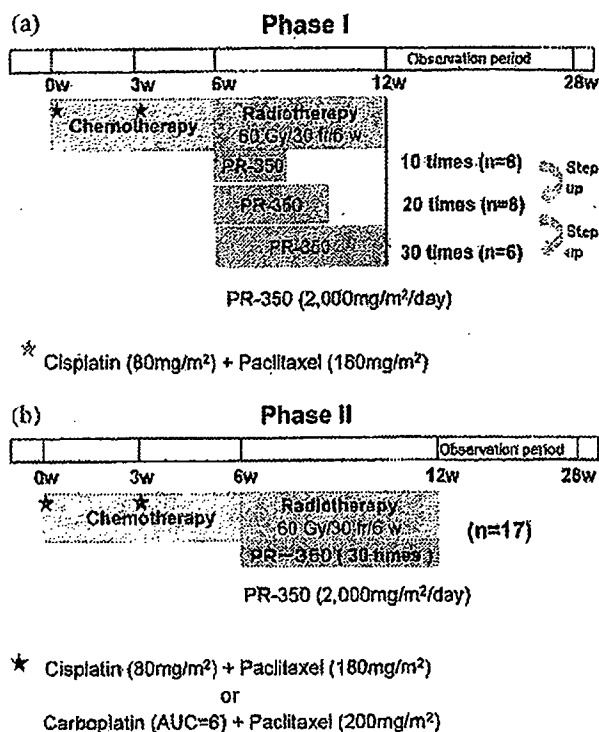 (a) Phase I
Observation period
0w 3w 6w 12w 28w
★ ★
Chemotherapy
Radiotherapy
60 Gy/30 fr/6 w
PR-350
10 times (n=6)
Step up
PR-350
20 times (n=8)
Step up
PR-350
30 times (n=6)
PR-350 (2,000mg/m²/day)
★ Cisplatin (80mg/m²) + Paclitaxel (180mg/m²)
(b) Phase II
Observation period
0w 3w 6w 12w 28w
★ ★
Chemotherapy
Radiotherapy
60 Gy/30 fr/6 w
PR-350 (30 times)
(n=17)
PR-350 (2,000mg/m²/day)
★ Cisplatin (80mg/m²) + Paclitaxel (180mg/m²)
or
Carboplatin (AUC=6) + Paclitaxel (200mg/m²)